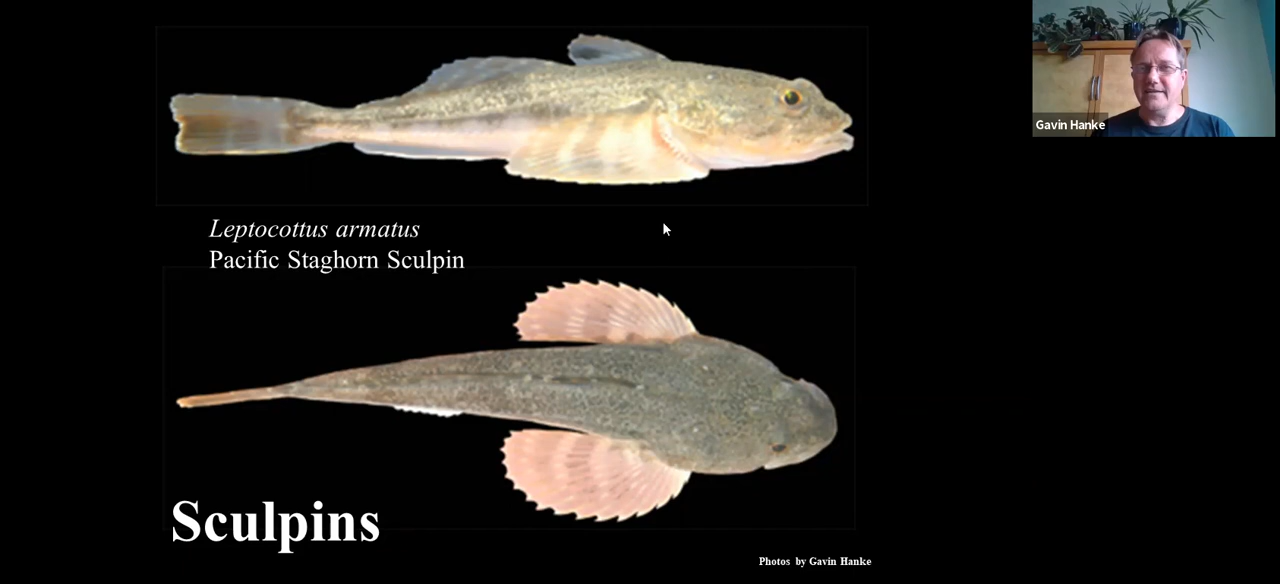 Gavin Hanke
Leptocottus armatus
Pacific Staghorn Sculpin
Sculpins
Photos by Gavin Hanke